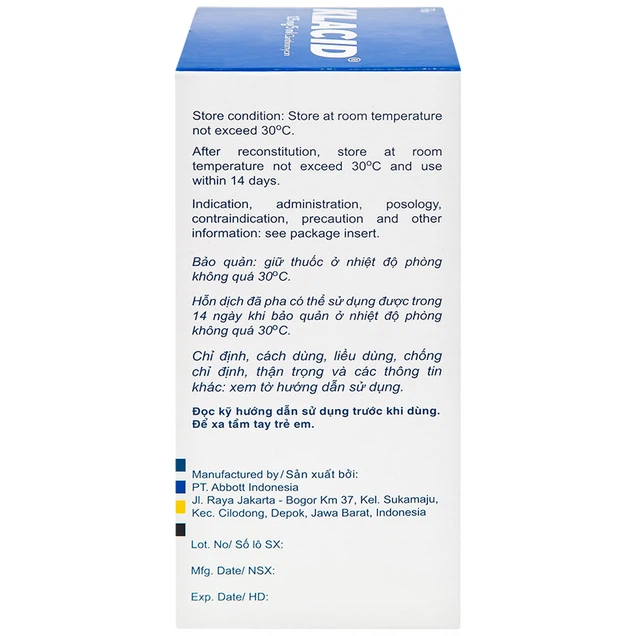 KLACID®
125mg/5ml Clarithromycin
Store condition: Store at room temperature
not exceed 30ºC.
After reconstitution, store at room
temperature not exceed 30ºC and use
within 14 days.
Indication, administration, posology,
contraindication, precaution and other
information: see package insert.
Bảo quản: giữ thuốc ở nhiệt độ phòng
không quá 30ºC.
Hỗn dịch đã pha có thể sử dụng được trong
14 ngày khi bảo quản ở nhiệt độ phòng
không quá 30ºC.
Chỉ định, cách dùng, liều dùng, chống
chỉ định, thận trọng và các thông tin
khác: xem tờ hướng dẫn sử dụng.
Đọc kỹ hướng dẫn sử dụng trước khi dùng.
Để xa tầm tay trẻ em.
Manufactured by/Sản xuất bởi:
PT. Abbott Indonesia
Jl. Raya Jakarta - Bogor Km 37, Kel. Sukamaju,
Kec. Cilodong, Depok, Jawa Barat, Indonesia
Lot. No/ Số lô SX:
Mfg. Date/ NSX:
Exp. Date/ HD: